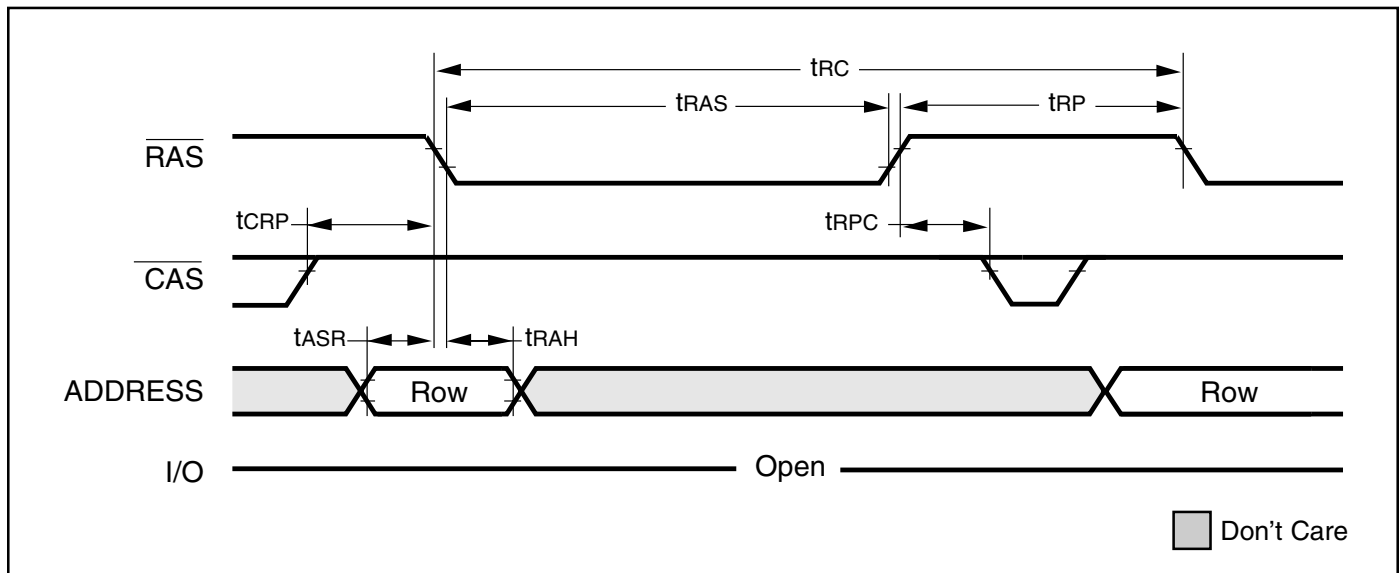 tRC
tRAS
tRP
RAS
tCRP
tRPC
CAS
tASR
tRAH
ADDRESS
Row
Row
I/O
Open
Don't Care